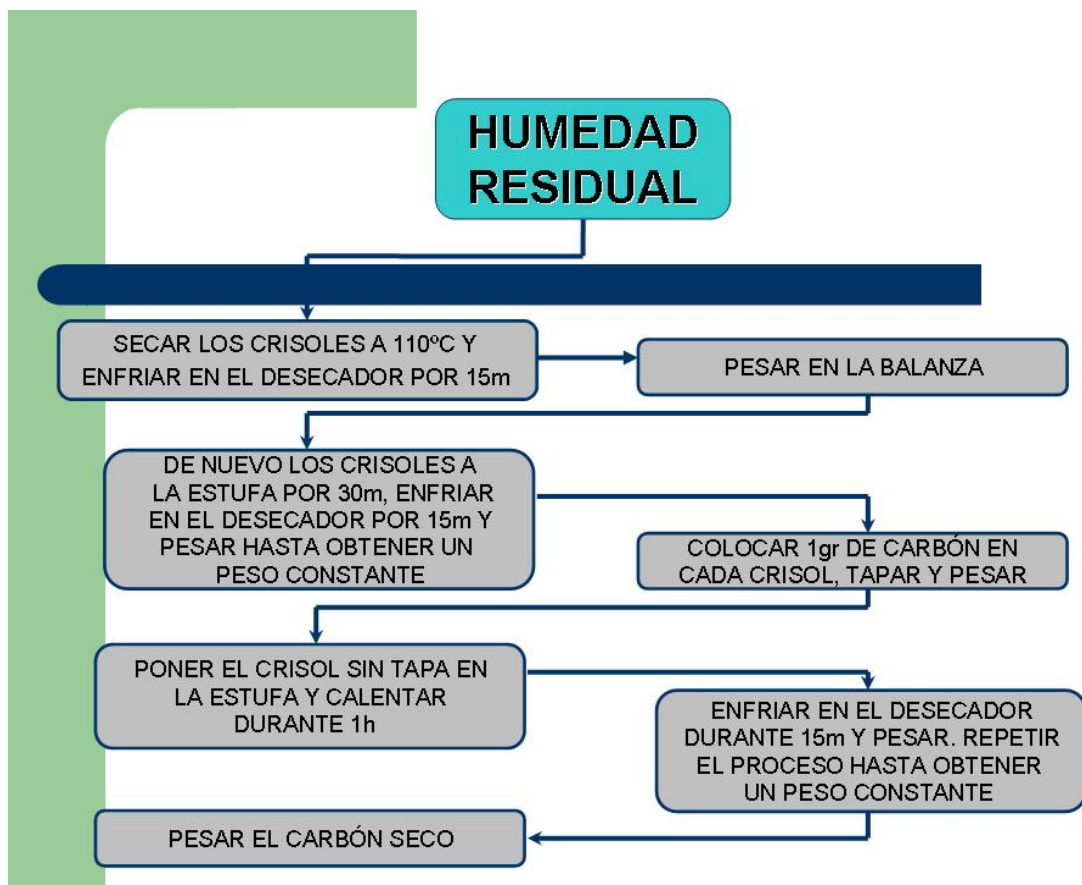 HUMEDAD
RESIDUAL
SECAR LOS CRISOLES A 110ºC Y
ENFRIAR EN EL DESECADOR POR 15m
PESAR EN LA BALANZA
DE NUEVO LOS CRISOLES A
LA ESTUFA POR 30m, ENFRIAR
EN EL DESECADOR POR 15m Y
PESAR HASTA OBTENER UN
PESO CONSTANTE
COLOCAR 1gr DE CARBÓN EN
CADA CRISOL, TAPAR Y PESAR
PONER EL CRISOL SIN TAPA EN
LA ESTUFA Y CALENTAR
DURANTE 1h
ENFRIAR EN EL DESECADOR
DURANTE 15m Y PESAR. REPETIR
EL PROCESO HASTA OBTENER
UN PESO CONSTANTE
PESAR EL CARBÓN SECO